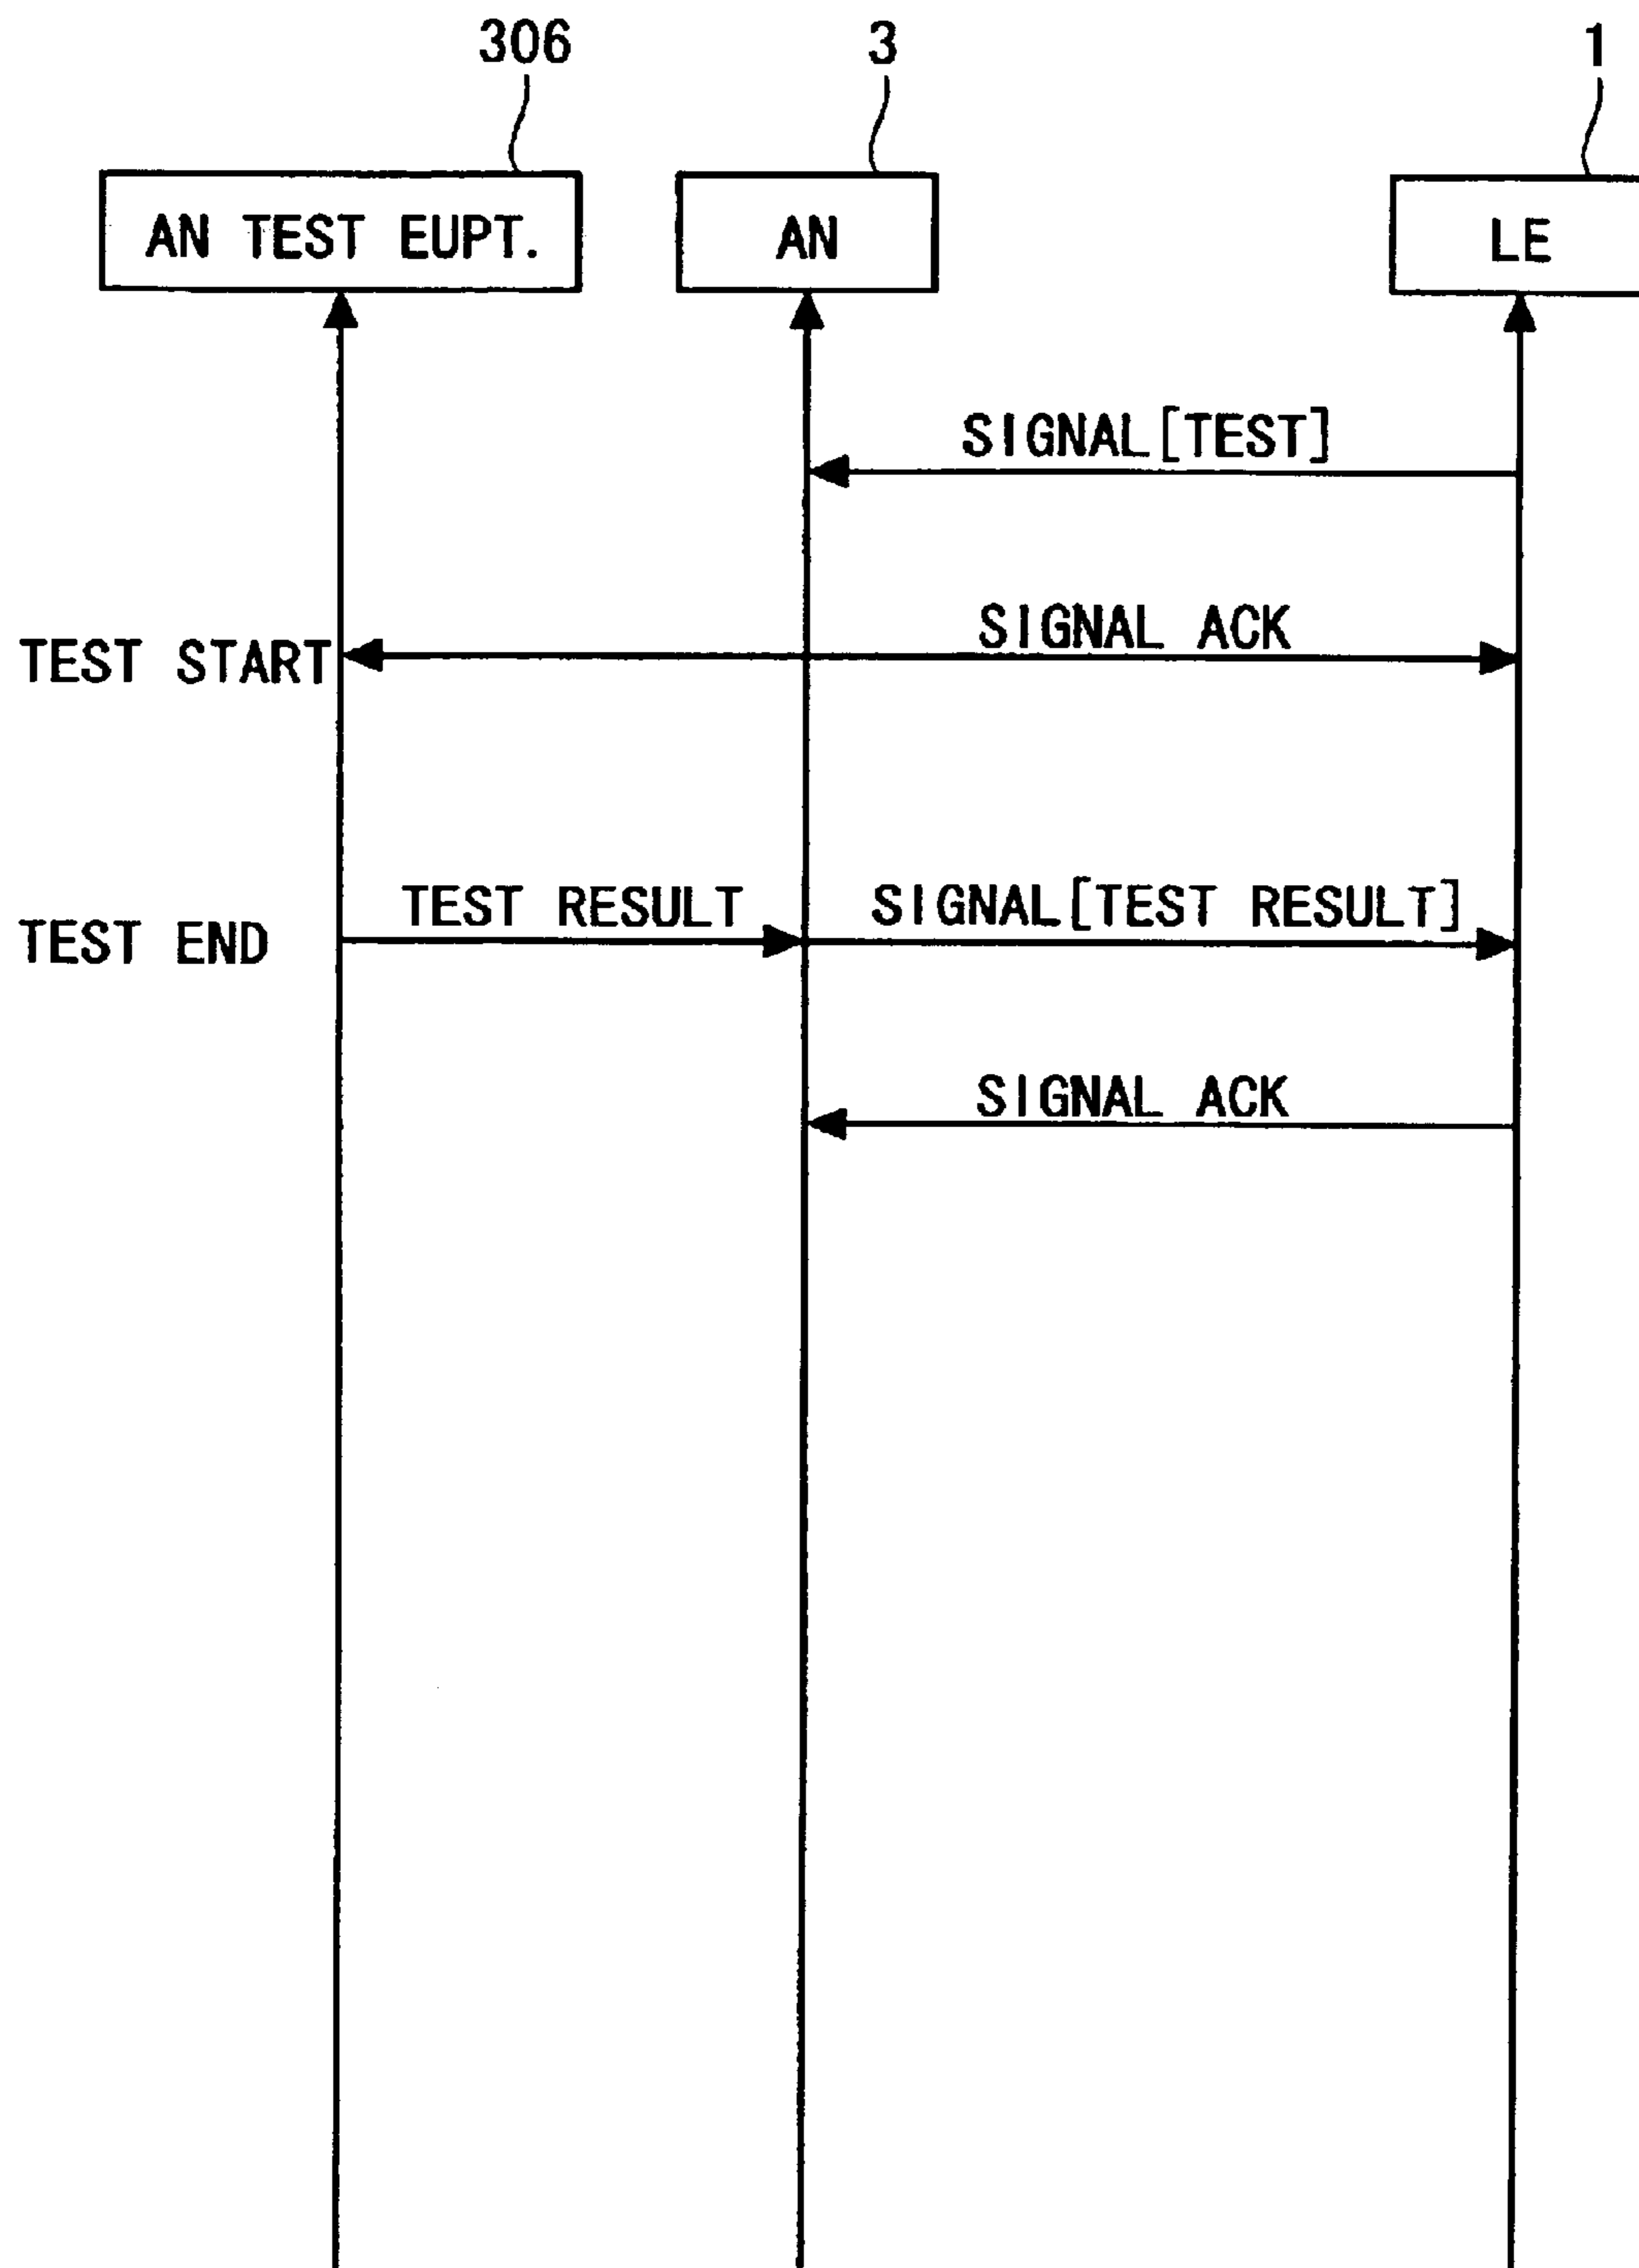 306
3
1
AN TEST EUPT.
AN
LE
SIGNAL[TEST]
SIGNAL ACK
TEST START
TEST RESULT
SIGNAL[TEST RESULT]
TEST END
SIGNAL ACK